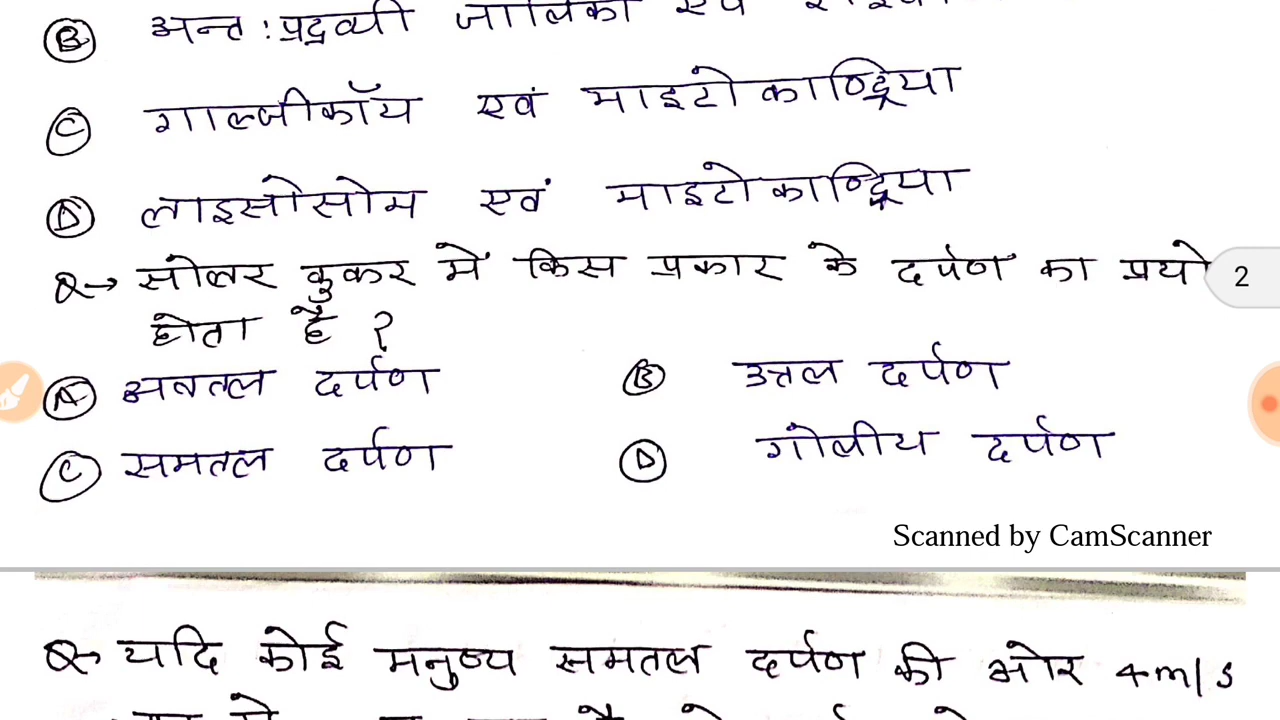 B अन्तः प्रद्रव्यी जालिका एवं
C गाल्जीकॉय एवं माइटोकाण्ड्रिया
D लाइसोसोम एवं माइटोकाण्ड्रिया
Q→ सोलर कुकर में किस प्रकार के दर्पण का प्रयो
2
होता है ?
A अवतल दर्पण B उत्तल दर्पण
C समतल दर्पण D गोलीय दर्पण
Scanned by CamScanner
Q→ यदि कोई मनुष्य समतल दर्पण की ओर 4m/s